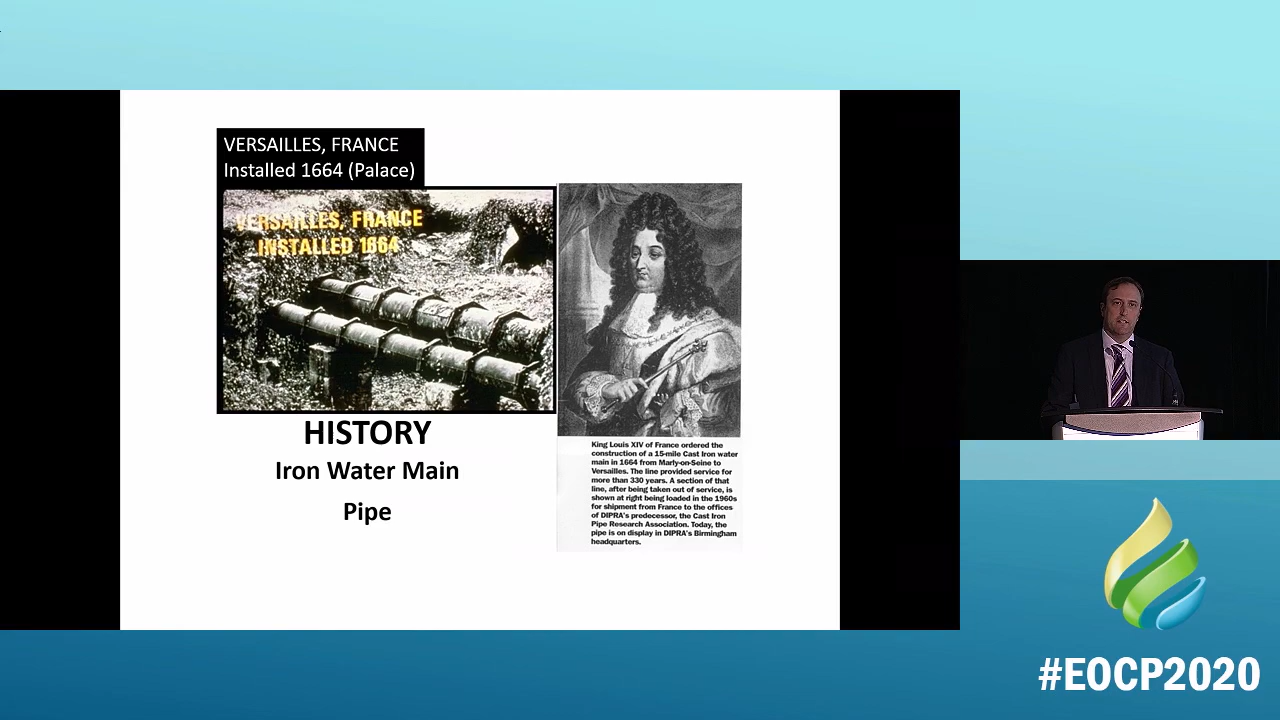 VERSAILLES, FRANCE
Installed 1664 (Palace)
VERSAILLES, FRANCE
INSTALLED 1664
HISTORY
Iron Water Main
Pipe
King Louis XIV of France ordered the
construction of a 15-mile Cast Iron water
main in 1664 from Marly-on-Seine to
Versailles. The line provided service for
more than 330 years. A section of that
line, after being taken out of service, is
shown at right being loaded in the 1960s
for shipment from France to the offices
of DIPRA's predecessor, the Cast Iron
Pipe Research Association. Today, the
pipe is on display in DIPRA's Birmingham
headquarters.
#EOCP2020